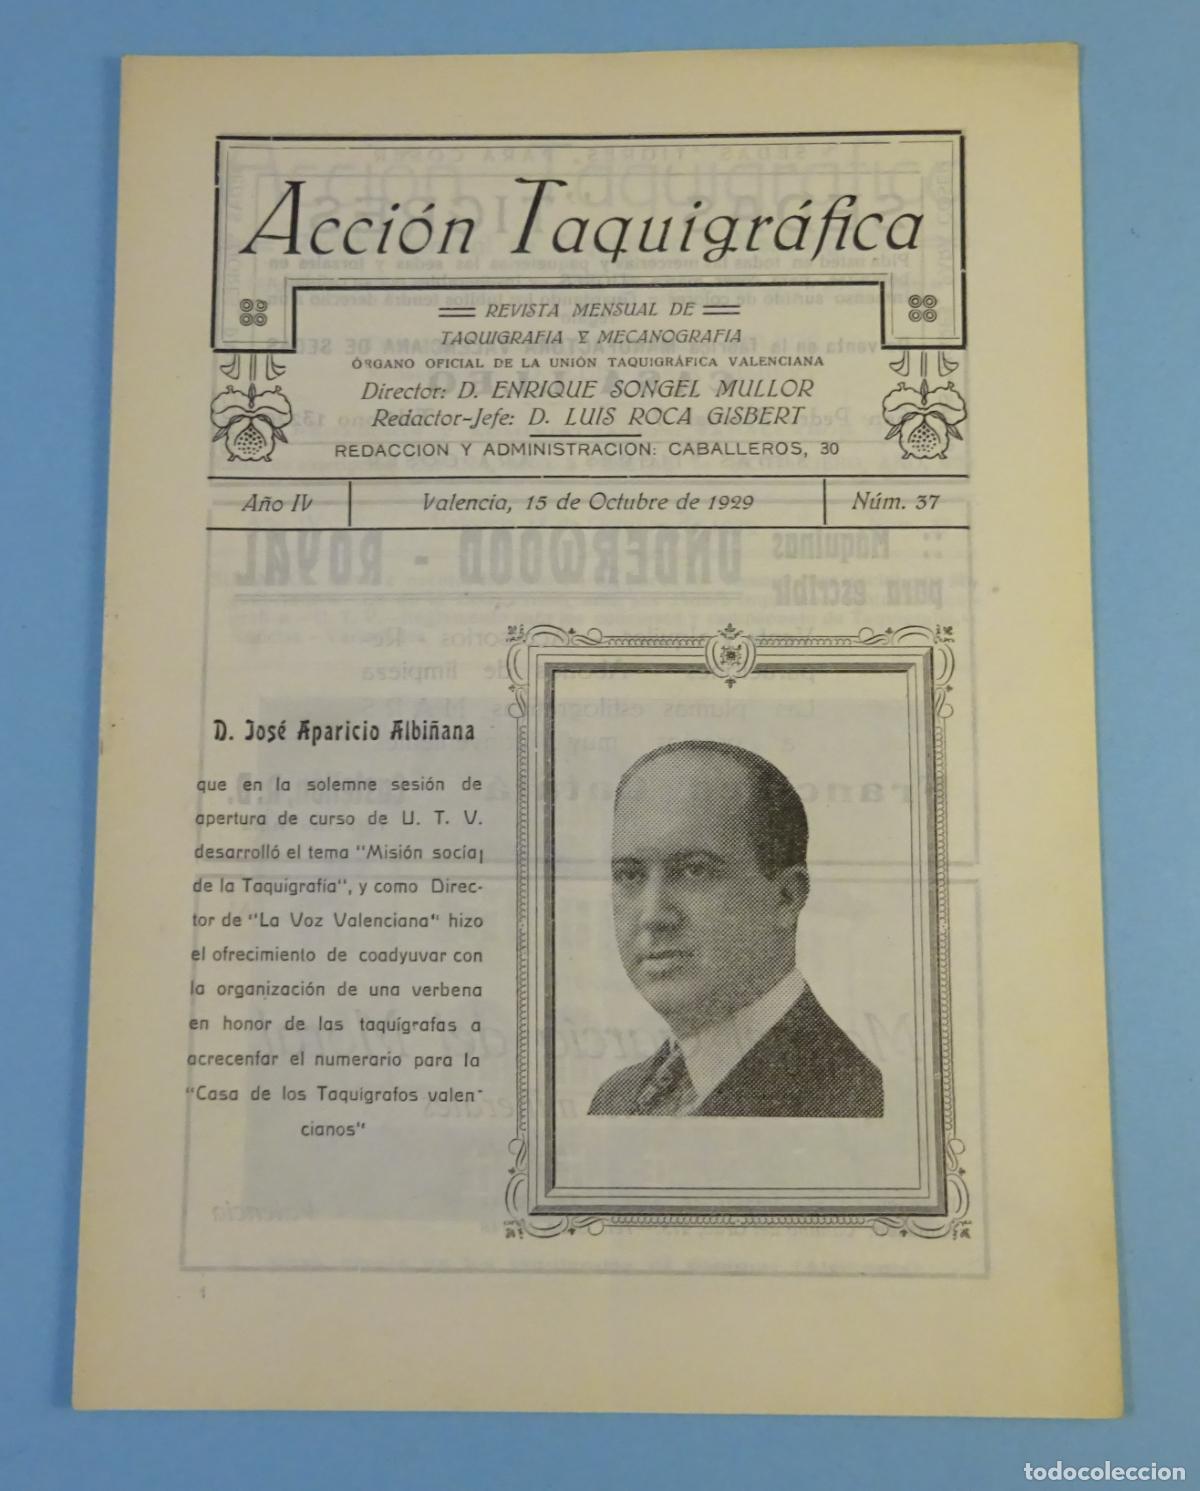 Acción Taquigráfica
REVISTA MENSUAL DE
TAQUIGRAFIA Y MECANOGRAFIA
ÓRGANO OFICIAL DE LA UNIÓN TAQUIGRÁFICA VALENCIANA
Director: D. ENRIQUE SONGEL MULLOR
Redactor-Jefe: D. LUIS ROCA GISBERT
REDACCION Y ADMINISTRACION: CABALLEROS, 30
Año IV Valencia, 15 de Octubre de 1929 Núm. 37
D. José Aparicio Albiñana
que en la solemne sesión de
apertura de curso de U. T. V.
desarrolló el tema "Misión social
de la Taquigrafía", y como Direc-
tor de "La Voz Valenciana" hizo
el ofrecimiento de coadyuvar con
la organización de una verbena
en honor de las taquígrafas a
acrecentar el numerario para la
"Casa de los Taquígrafos valen-
cianos"
todocoleccion